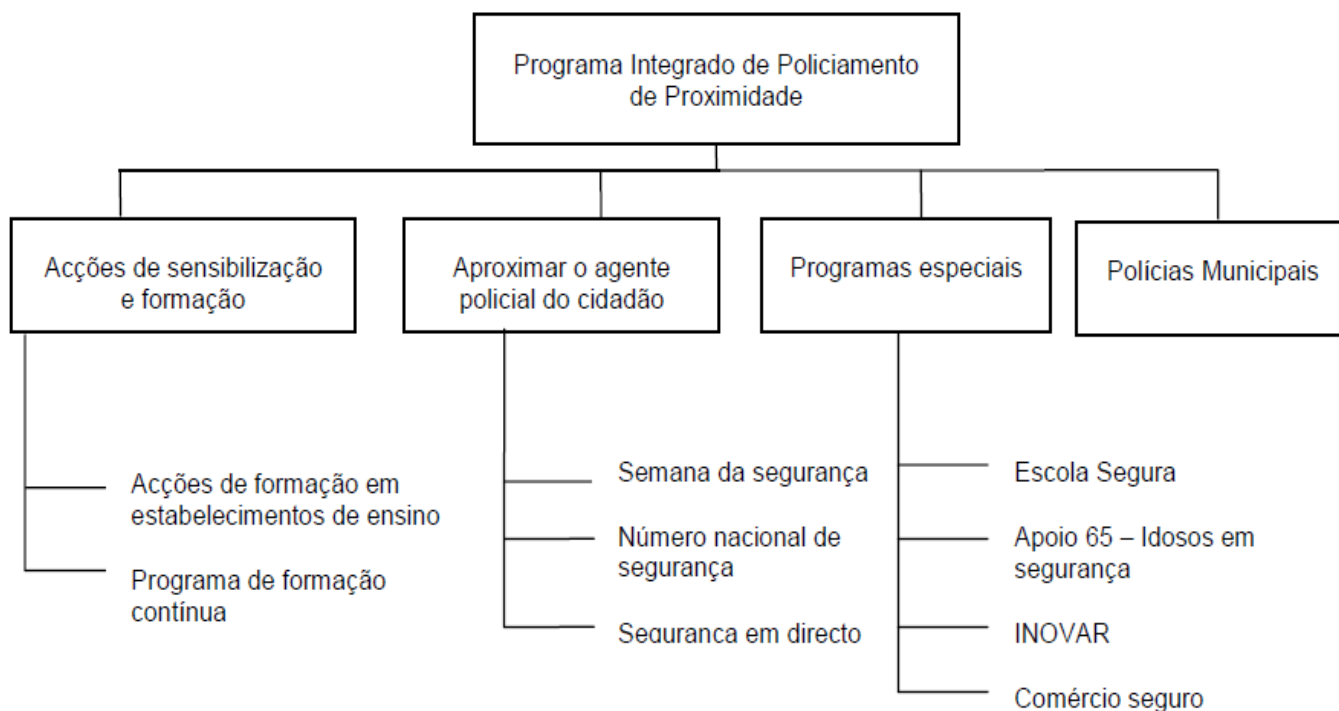 Programa Integrado de Policiamento
de Proximidade
Acções de sensibilização
e formação
Aproximar o agente
policial do cidadão
Programas especiais
Polícias Municipais
Acções de formação em
estabelecimentos de ensino
Programa de formação
contínua
Semana da segurança
Número nacional de
segurança
Segurança em directo
Escola Segura
Apoio 65 – Idosos em
segurança
INOVAR
Comércio seguro